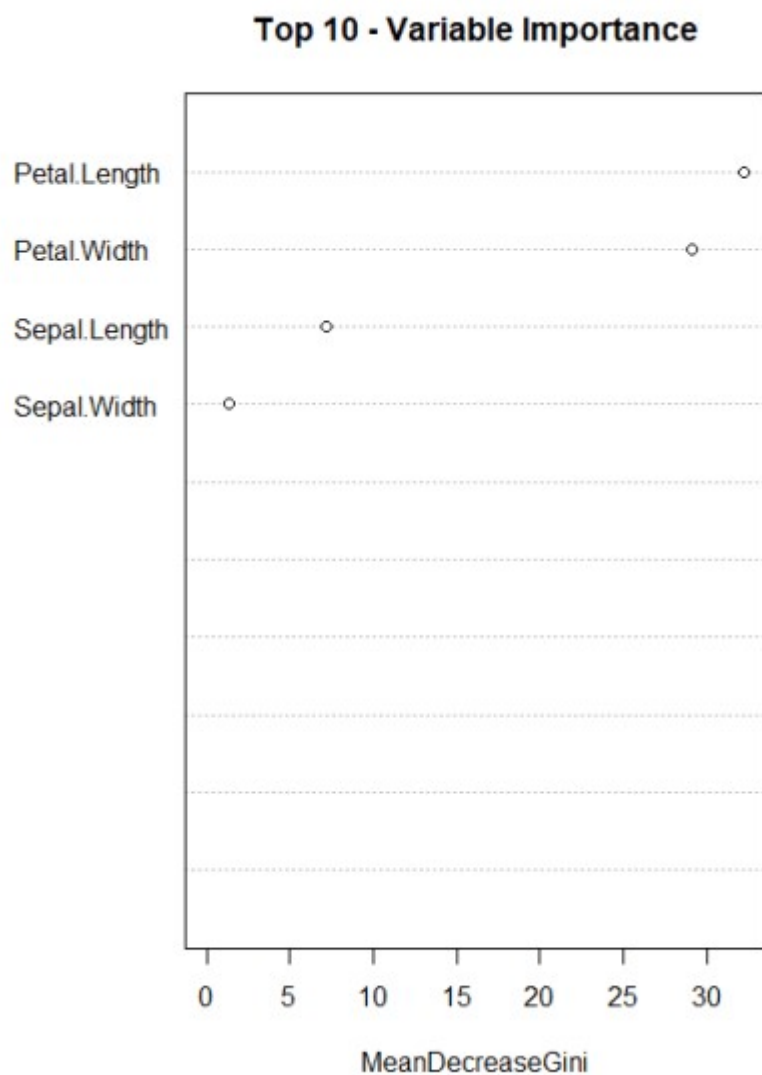 Top 10 - Variable Importance
Petal.Length
Petal.Width
Sepal.Length
Sepal.Width
0 5 10 15 20 25 30
MeanDecreaseGini